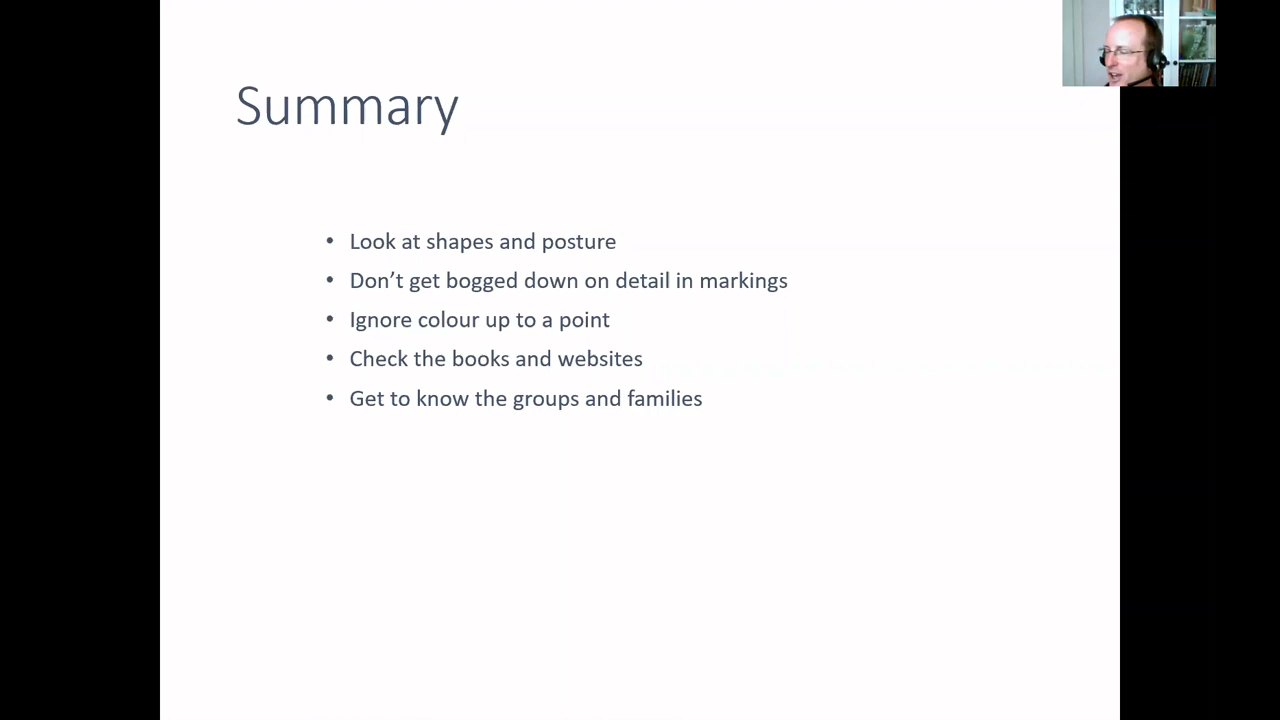 Summary
• Look at shapes and posture
• Don’t get bogged down on detail in markings
• Ignore colour up to a point
• Check the books and websites
• Get to know the groups and families